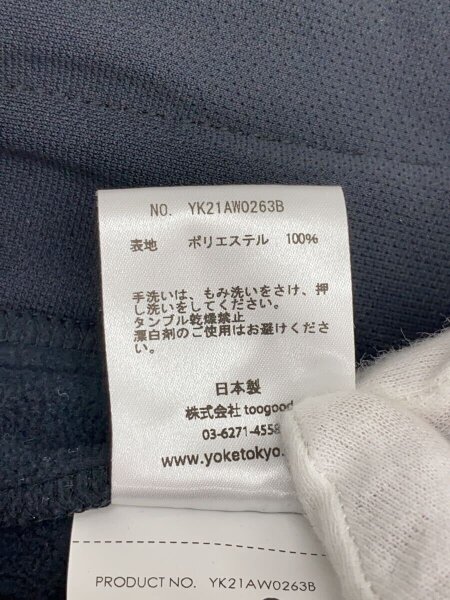 NO. YK21AW0263B
表地 ポリエステル 100%
手洗いは、もみ洗いをさけ、押
し洗いをしてください。
タンブル乾燥禁止
漂白剤のご使用はお避けくださ
い。
日本製
株式会社 toogood
03-6271-4558
www.yoketokyo.
PRODUCT NO. YK21AW0263B